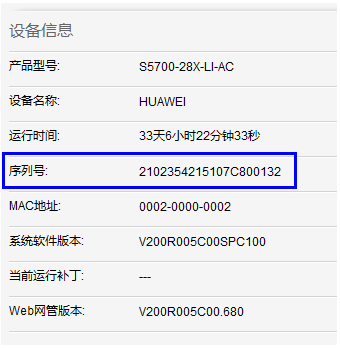 设备信息
产品型号: S5700-28X-LI-AC
设备名称: HUAWEI
运行时间: 33天6小时22分钟33秒
序列号: 2102354215107C800132
MAC地址: 0002-0000-0002
系统软件版本: V200R005C00SPC100
当前运行补丁: ---
Web网管版本: V200R005C00.680